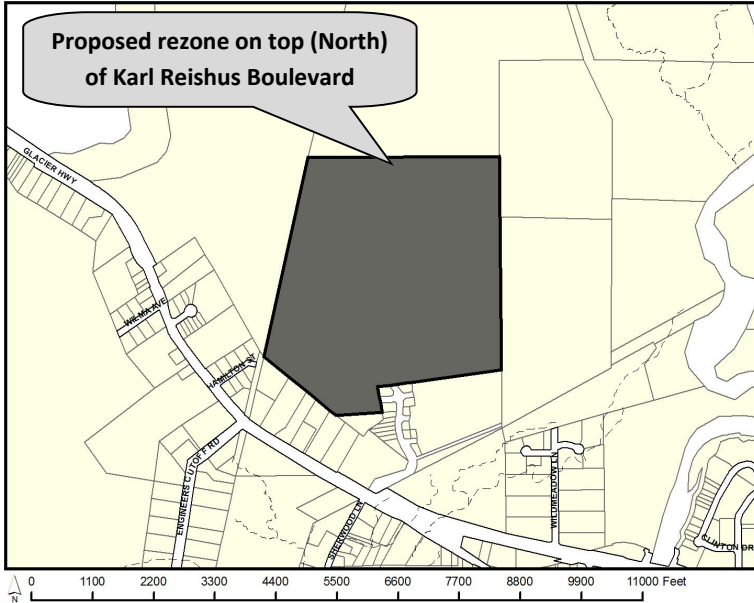 Proposed rezone on top (North)
of Karl Reishus Boulevard
GLACIER HWY
WILMA AVE
HAMILTON ST
ENGINEERS CUTOFF RD
SHERWOOD LN
WILDMEADOW LN
CLINTON DR
N
0 1100 2200 3300 4400 5500 6600 7700 8800 9900 11000 Feet